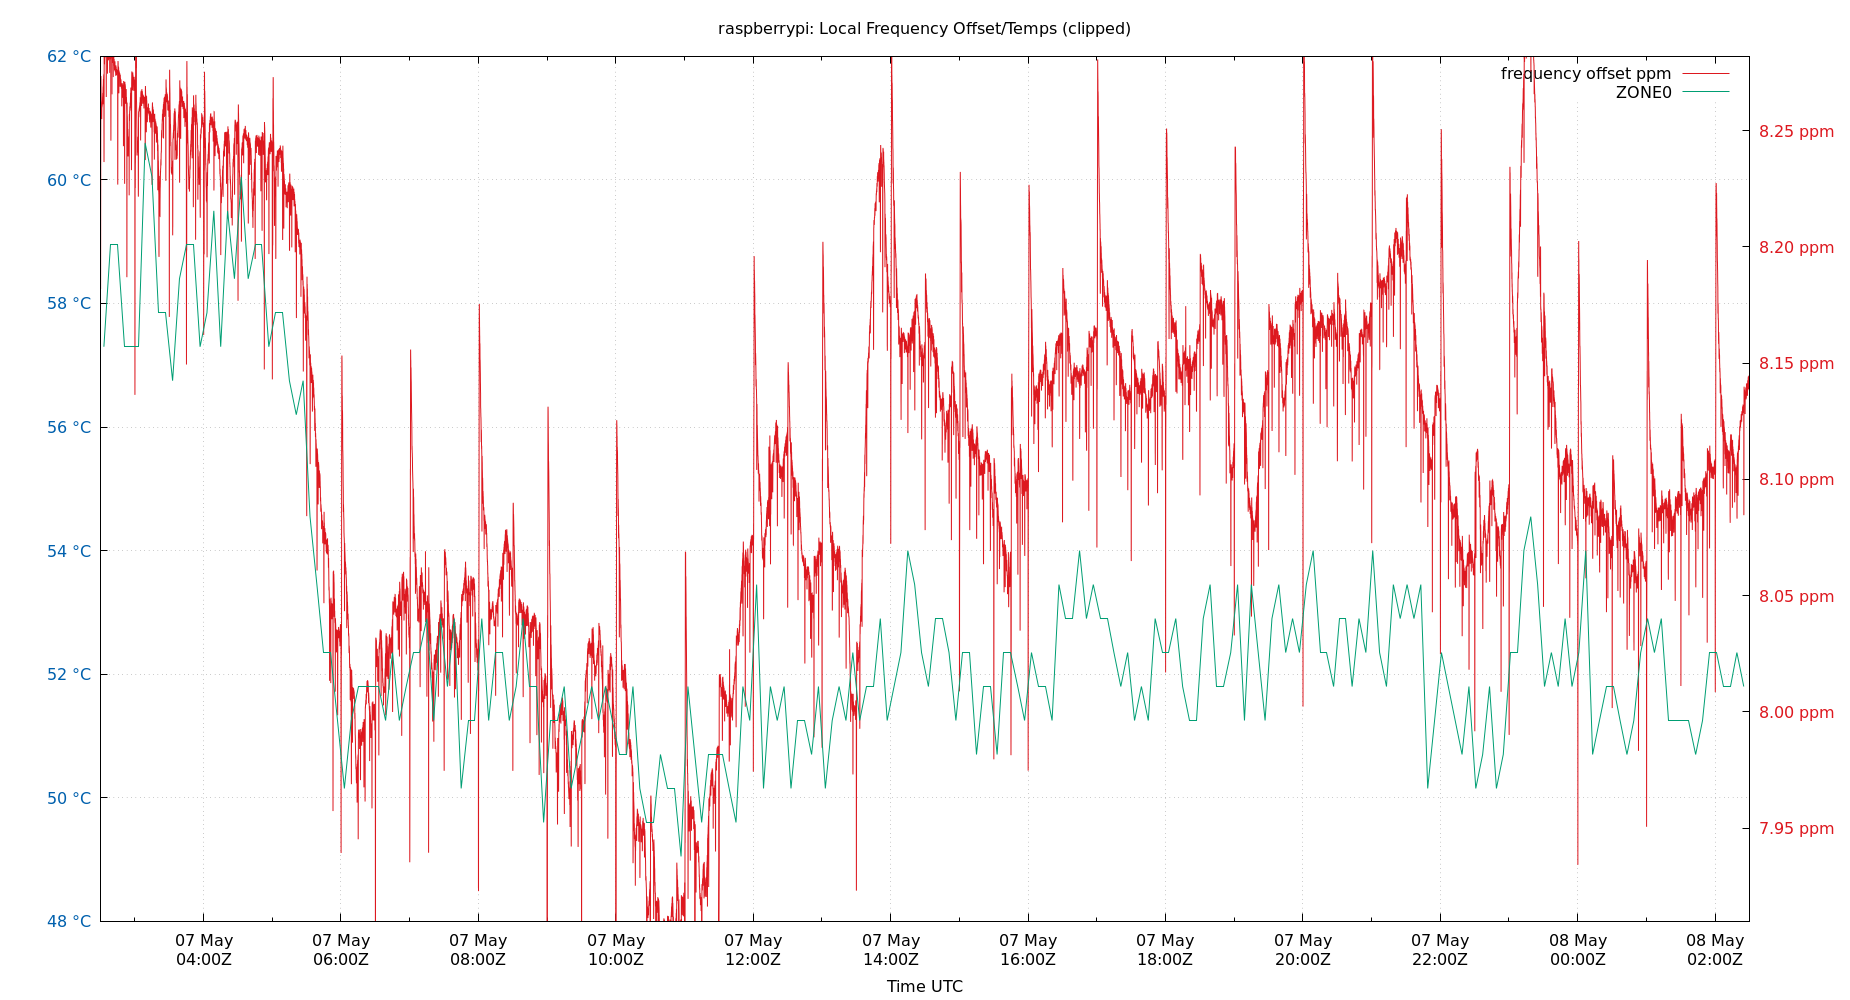 raspberrypi: Local Frequency Offset/Temps (clipped)
frequency offset ppm
ZONE0
62 °C
60 °C
58 °C
56 °C
54 °C
52 °C
50 °C
48 °C
8.25 ppm
8.20 ppm
8.15 ppm
8.10 ppm
8.05 ppm
8.00 ppm
7.95 ppm
07 May 07 May 07 May 07 May 07 May 07 May 07 May 07 May 07 May 07 May 08 May 08 May
04:00Z 06:00Z 08:00Z 10:00Z 12:00Z 14:00Z 16:00Z 18:00Z 20:00Z 22:00Z 00:00Z 02:00Z
Time UTC